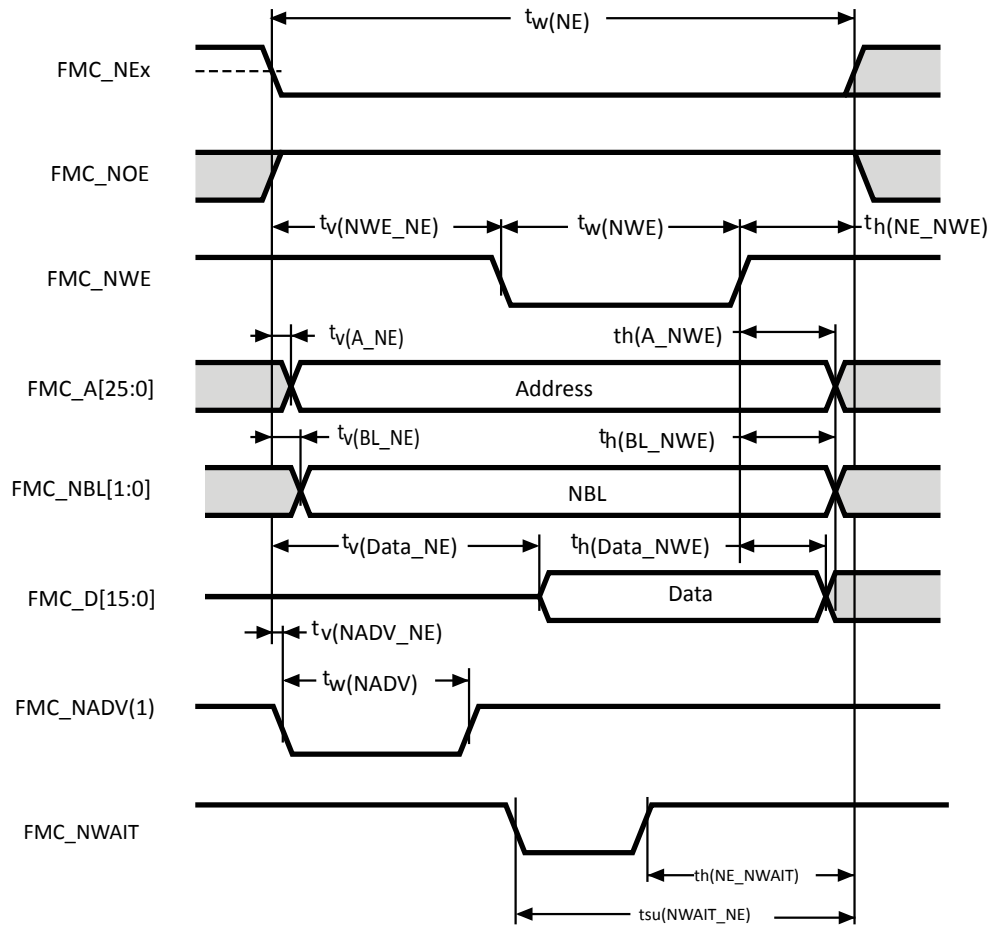 tw(NE)
FMC_NEx
FMC_NOE
tv(NWE_NE)
tw(NWE)
th(NE_NWE)
FMC_NWE
tv(A_NE)
th(A_NWE)
FMC_A[25:0]
Address
tv(BL_NE)
th(BL_NWE)
FMC_NBL[1:0]
NBL
tv(Data_NE)
th(Data_NWE)
FMC_D[15:0]
Data
tv(NADV_NE)
tw(NADV)
FMC_NADV(1)
FMC_NWAIT
th(NE_NWAIT)
tsu(NWAIT_NE)